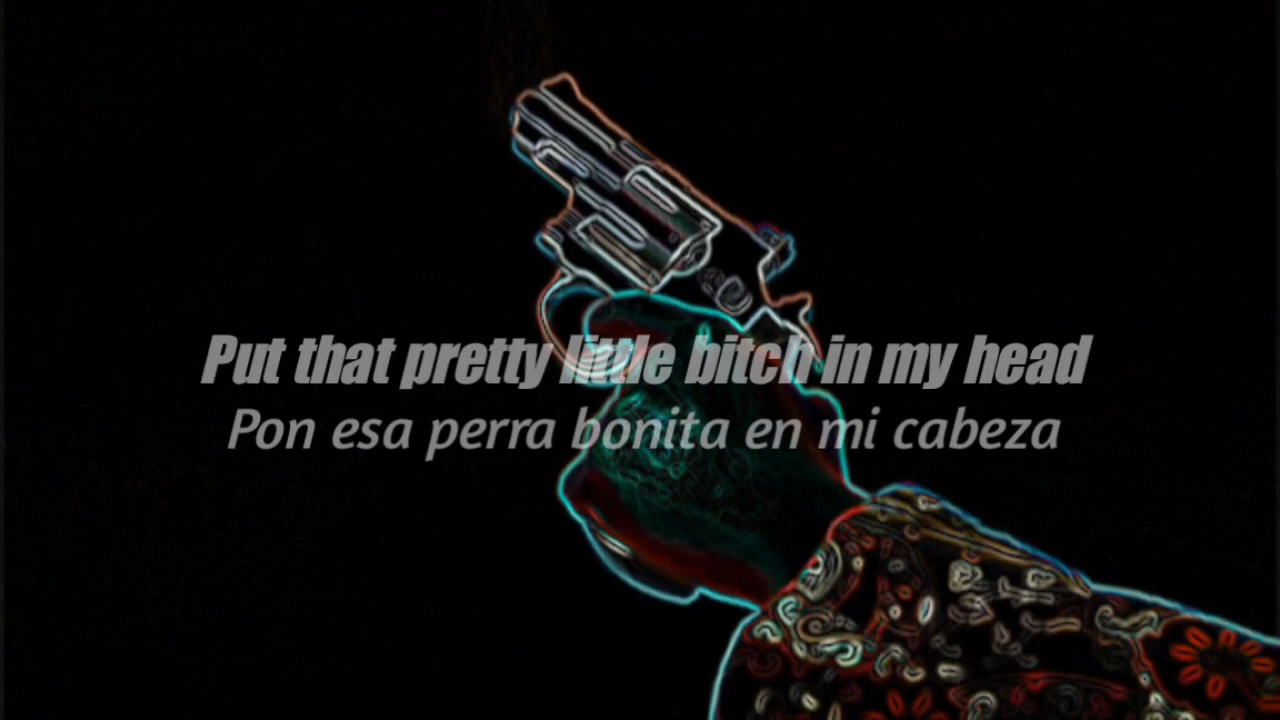 Put that pretty little bitch in my head
Pon esa perra bonita en mi cabeza